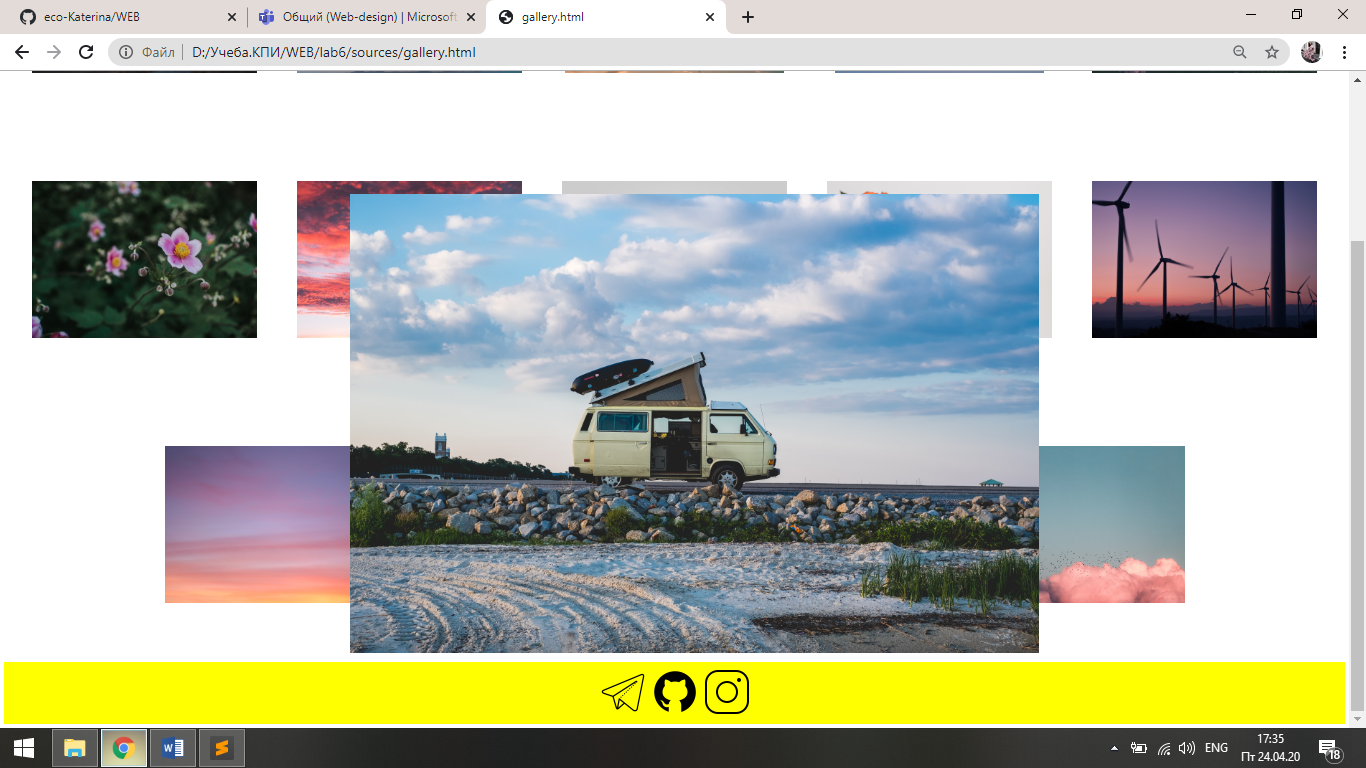 eco-Katerina/WEB
Общий (Web-design) | Microsoft
gallery.html
Файл
D:/Учеба.КПИ/WEB/lab6/sources/gallery.html
ENG
17:35
Пт 24.04.20
18